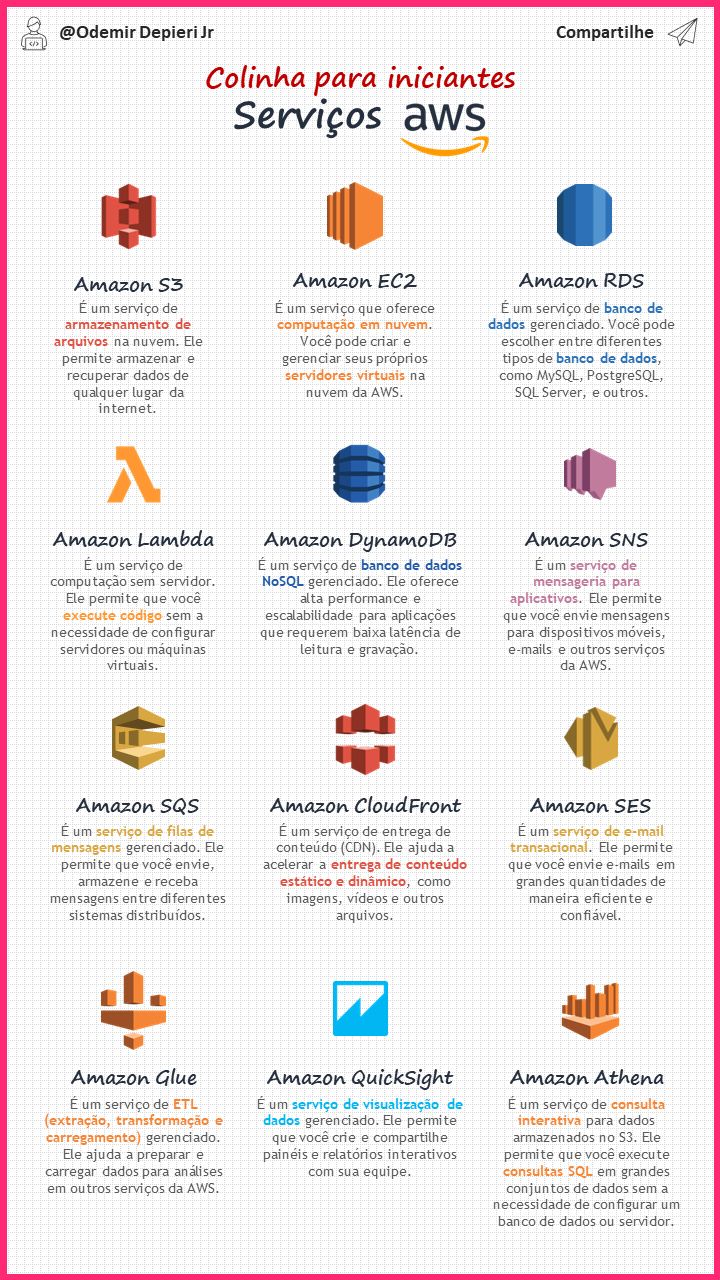 @Odemir Depieri Jr
Compartilhe
Colinha para iniciantes
Serviços aws
Amazon S3
É um serviço de
armazenamento de
arquivos na nuvem. Ele
permite armazenar e
recuperar dados de
qualquer lugar da
internet.
Amazon EC2
É um serviço que oferece
computação em nuvem.
Você pode criar e
gerenciar seus próprios
servidores virtuais na
nuvem da AWS.
Amazon RDS
É um serviço de banco de
dados gerenciado. Você pode
escolher entre diferentes
tipos de banco de dados,
como MySQL, PostgreSQL,
SQL Server, e outros.
Amazon Lambda
É um serviço de
computação sem servidor.
Ele permite que você
execute código sem a
necessidade de configurar
servidores ou máquinas
virtuais.
Amazon DynamoDB
É um serviço de banco de dados
NoSQL gerenciado. Ele oferece
alta performance e
escalabilidade para aplicações
que requerem baixa latência de
leitura e gravação.
Amazon SNS
É um serviço de
mensageria para
aplicativos. Ele permite
que você envie mensagens
para dispositivos móveis,
e-mails e outros serviços
da AWS.
Amazon SQS
É um serviço de filas de
mensagens gerenciado. Ele
permite que você envie,
armazene e receba
mensagens entre diferentes
sistemas distribuídos.
Amazon CloudFront
É um serviço de entrega de
conteúdo (CDN). Ele ajuda a
acelerar a entrega de conteúdo
estático e dinâmico, como
imagens, vídeos e outros
arquivos.
Amazon SES
É um serviço de e-mail
transacional. Ele permite
que você envie e-mails em
grandes quantidades de
maneira eficiente e
confiável.
Amazon Glue
É um serviço de ETL
(extração, transformação e
carregamento) gerenciado.
Ele ajuda a preparar e
carregar dados para análises
em outros serviços da AWS.
Amazon QuickSight
É um serviço de visualização de
dados gerenciado. Ele permite
que você crie e compartilhe
painéis e relatórios interativos
com sua equipe.
Amazon Athena
É um serviço de consulta
interativa para dados
armazenados no S3. Ele
permite que você execute
consultas SQL em grandes
conjuntos de dados sem a
necessidade de configurar um
banco de dados ou servidor.